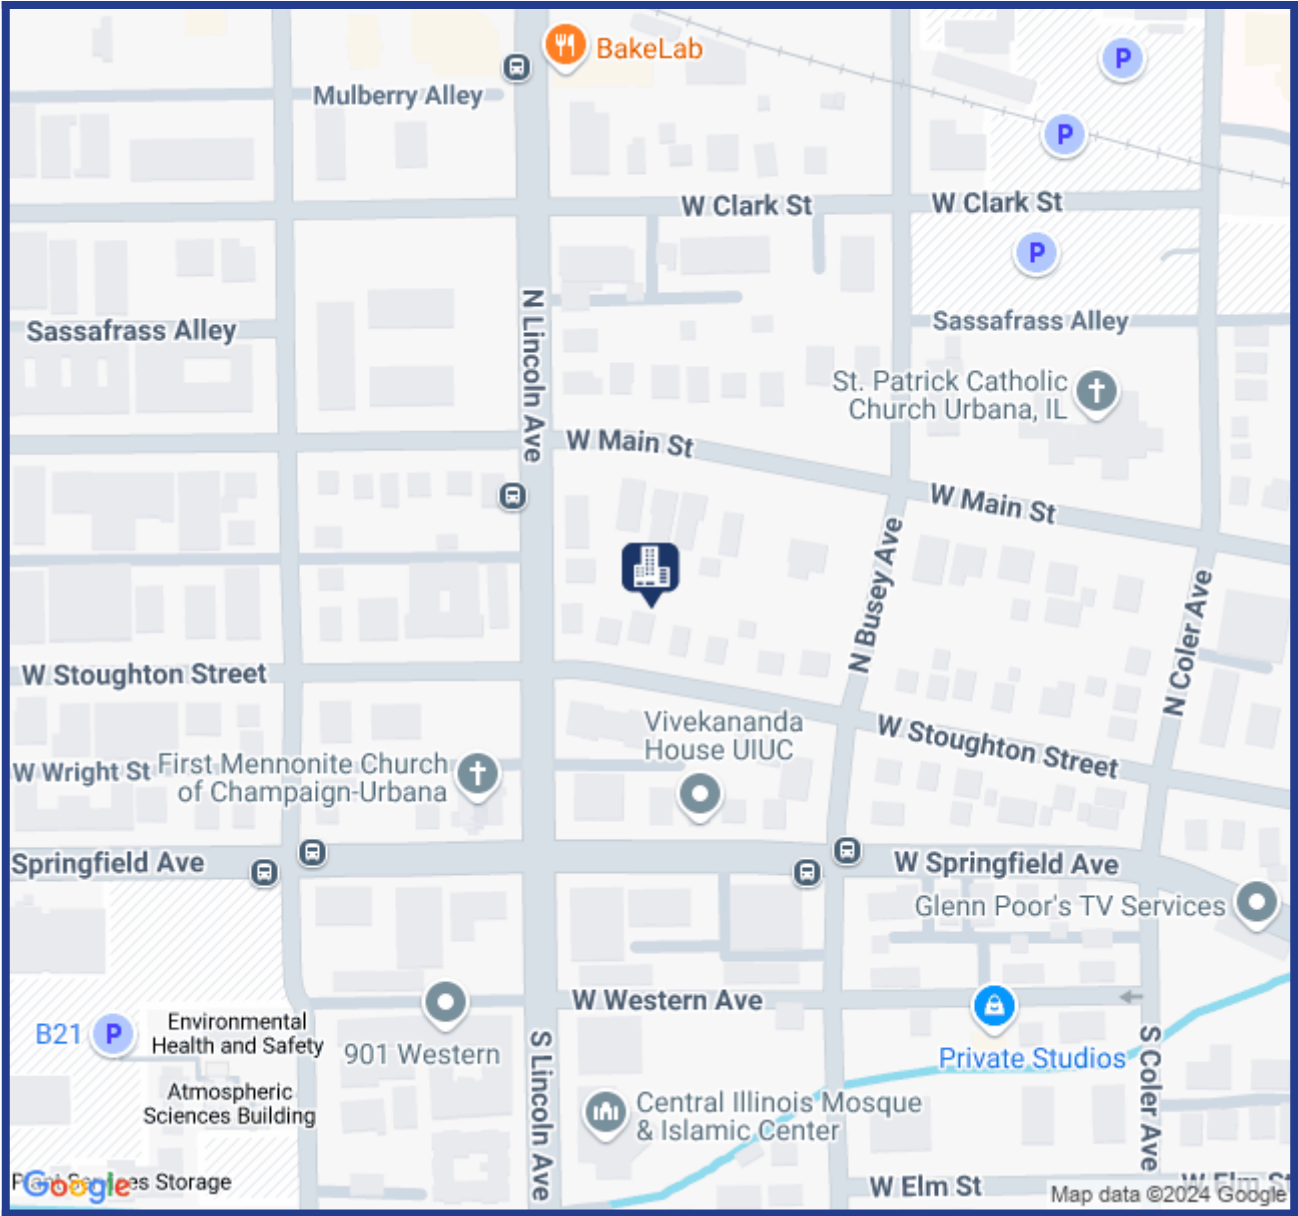 BakeLab
P
Mulberry Alley
P
W Clark St
W Clark St
P
N Lincoln Ave
Sassafrass Alley
Sassafrass Alley
St. Patrick Catholic
Church Urbana, IL
W Main St
W Main St
N Busey Ave
N Coler Ave
W Stoughton Street
Vivekananda
House UIUC
W Stoughton Street
W Wright St
First Mennonite Church
of Champaign-Urbana
Springfield Ave
W Springfield Ave
Glenn Poor's TV Services
W Western Ave
Environmental
Health and Safety
B21 P
901 Western
S Lincoln Ave
Private Studios
S Coler Ave
Atmospheric
Sciences Building
Central Illinois Mosque
& Islamic Center
Storage
Google
W Elm St
W Elm St
Map data ©2024 Google